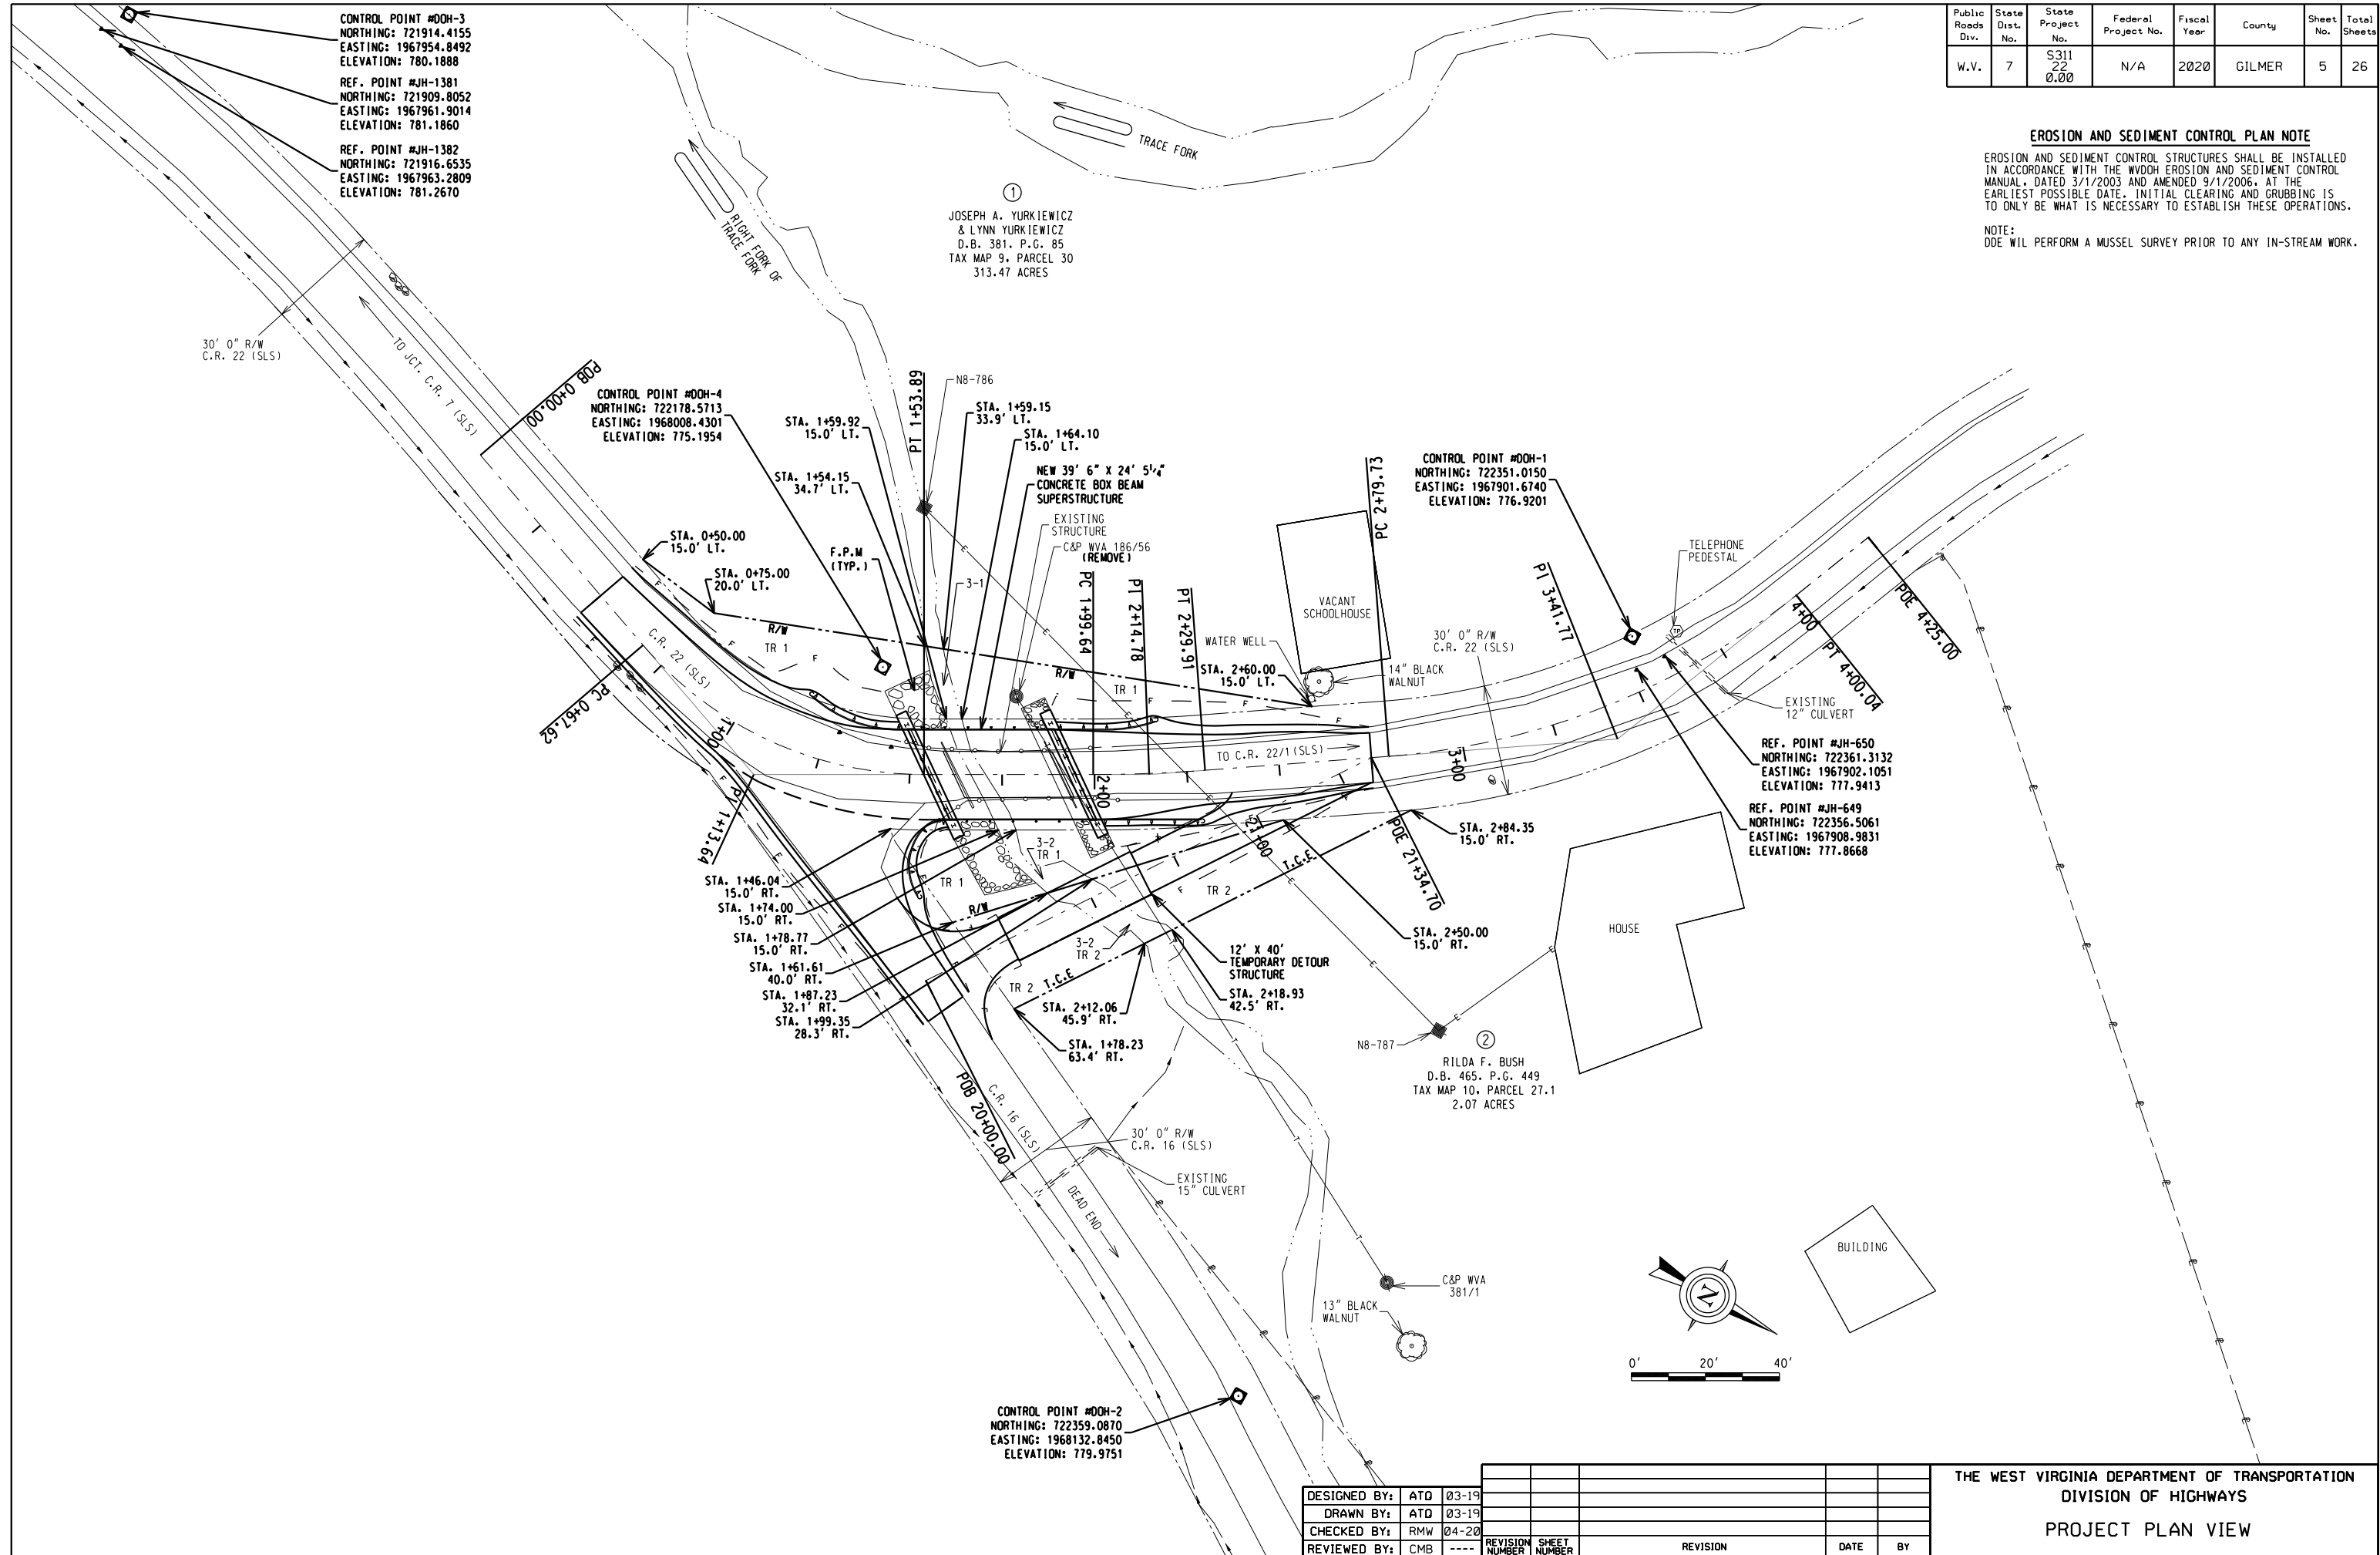 CONTROL POINT #DOH-3
NORTHING: 721914.4155
EASTING: 1967954.8492
ELEVATION: 780.1888
REF. POINT #JH-1381
NORTHING: 721909.8052
EASTING: 1967961.9014
ELEVATION: 781.1860
REF. POINT #JH-1382
NORTHING: 721916.6535
EASTING: 1967963.2809
ELEVATION: 781.2670
Public Roads Div.
State Dist. No.
State Project No.
Federal Project No.
Fiscal Year
County
Sheet No.
Total Sheets
W.V.
7
S311
22
0.00
N/A
2020
GILMER
5
26
EROSION AND SEDIMENT CONTROL PLAN NOTE
EROSION AND SEDIMENT CONTROL STRUCTURES SHALL BE INSTALLED
IN ACCORDANCE WITH THE WVDOH EROSION AND SEDIMENT CONTROL
MANUAL, DATED 3/1/2003 AND AMENDED 9/1/2006, AT THE
EARLIEST POSSIBLE DATE. INITIAL CLEARING AND GRUBBING IS
TO ONLY BE WHAT IS NECESSARY TO ESTABLISH THESE OPERATIONS.
NOTE:
DDE WIL PERFORM A MUSSEL SURVEY PRIOR TO ANY IN-STREAM WORK.
TRACE FORK
RIGHT FORK OF
TRACE FORK
1
JOSEPH A. YURKIEWICZ
& LYNN YURKIEWICZ
D.B. 381, P.G. 85
TAX MAP 9, PARCEL 30
313.47 ACRES
30' 0" R/W
C.R. 22 (SLS)
TO JCT. C.R. 7 (SLS)
POB 0+00.00
CONTROL POINT #DOH-4
NORTHING: 722178.5713
EASTING: 1968008.4301
ELEVATION: 775.1954
PT 1+53.89
N8-786
STA. 1+59.92
15.0' LT.
STA. 1+59.15
33.9' LT.
STA. 1+64.10
15.0' LT.
STA. 1+54.15
34.7' LT.
NEW 39' 6" X 24' 5¼"
CONCRETE BOX BEAM
SUPERSTRUCTURE
EXISTING
STRUCTURE
C&P WVA 186/56
(REMOVE)
F.P.M
(TYP.)
3-1
STA. 0+50.00
15.0' LT.
STA. 0+75.00
20.0' LT.
R/W
TR 1
PC 1+99.64
PI 2+14.78
PT 2+29.91
PC 2+79.73
VACANT
SCHOOLHOUSE
WATER WELL
STA. 2+60.00
15.0' LT.
14" BLACK
WALNUT
R/W
TR 1
30' 0" R/W
C.R. 22 (SLS)
CONTROL POINT #DOH-1
NORTHING: 722351.0150
EASTING: 1967901.6740
ELEVATION: 776.9201
PI 3+41.77
TELEPHONE
PEDESTAL
TP
4+00
PT 4+00.04
POE 4+25.00
EXISTING
12" CULVERT
REF. POINT #JH-650
NORTHING: 722361.3132
EASTING: 1967902.1051
ELEVATION: 777.9413
REF. POINT #JH-649
NORTHING: 722356.5061
EASTING: 1967908.9831
ELEVATION: 777.8668
C.R. 22 (SLS)
PC 0+67.62
1+00
PI 1+13.64
2+00
TO C.R. 22/1(SLS)
3+00
21+00
POE 21+34.70
STA. 2+84.35
15.0' RT.
STA. 1+46.04
15.0' RT.
STA. 1+74.00
15.0' RT.
STA. 1+78.77
15.0' RT.
STA. 1+61.61
40.0' RT.
STA. 1+87.23
32.1' RT.
STA. 1+99.35
28.3' RT.
TR 1
R/W
3-2
TR 1
T.C.E
TR 2
3-2
TR 2
TR 2
T.C.E
STA. 2+12.06
45.9' RT.
STA. 1+78.23
63.4' RT.
12' X 40'
TEMPORARY DETOUR
STRUCTURE
STA. 2+18.93
42.5' RT.
STA. 2+50.00
15.0' RT.
HOUSE
N8-787
2
RILDA F. BUSH
D.B. 465, P.G. 449
TAX MAP 10, PARCEL 27.1
2.07 ACRES
POB 20+00.00
C.R. 16 (SLS)
30' 0" R/W
C.R. 16 (SLS)
EXISTING
15" CULVERT
DEAD END
C&P WVA
381/1
13" BLACK
WALNUT
BUILDING
N
0' 20' 40'
CONTROL POINT #DOH-2
NORTHING: 722359.0870
EASTING: 1968132.8450
ELEVATION: 779.9751
DESIGNED BY: ATQ 03-19
DRAWN BY: ATQ 03-19
CHECKED BY: RMW 04-20
REVIEWED BY: CMB ----
REVISION NUMBER
SHEET NUMBER
REVISION
DATE
BY
THE WEST VIRGINIA DEPARTMENT OF TRANSPORTATION
DIVISION OF HIGHWAYS
PROJECT PLAN VIEW